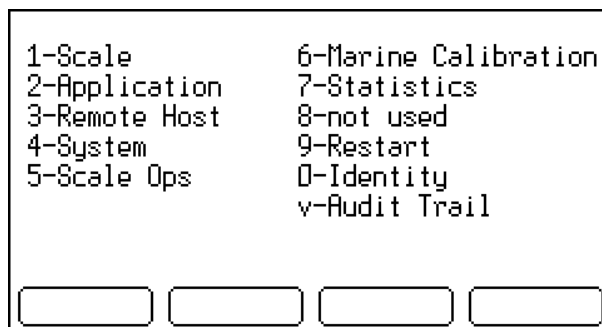 1-Scale
2-Application
3-Remote Host
4-System
5-Scale Ops
6-Marine Calibration
7-Statistics
8-not used
9-Restart
0-Identity
v-Audit Trail